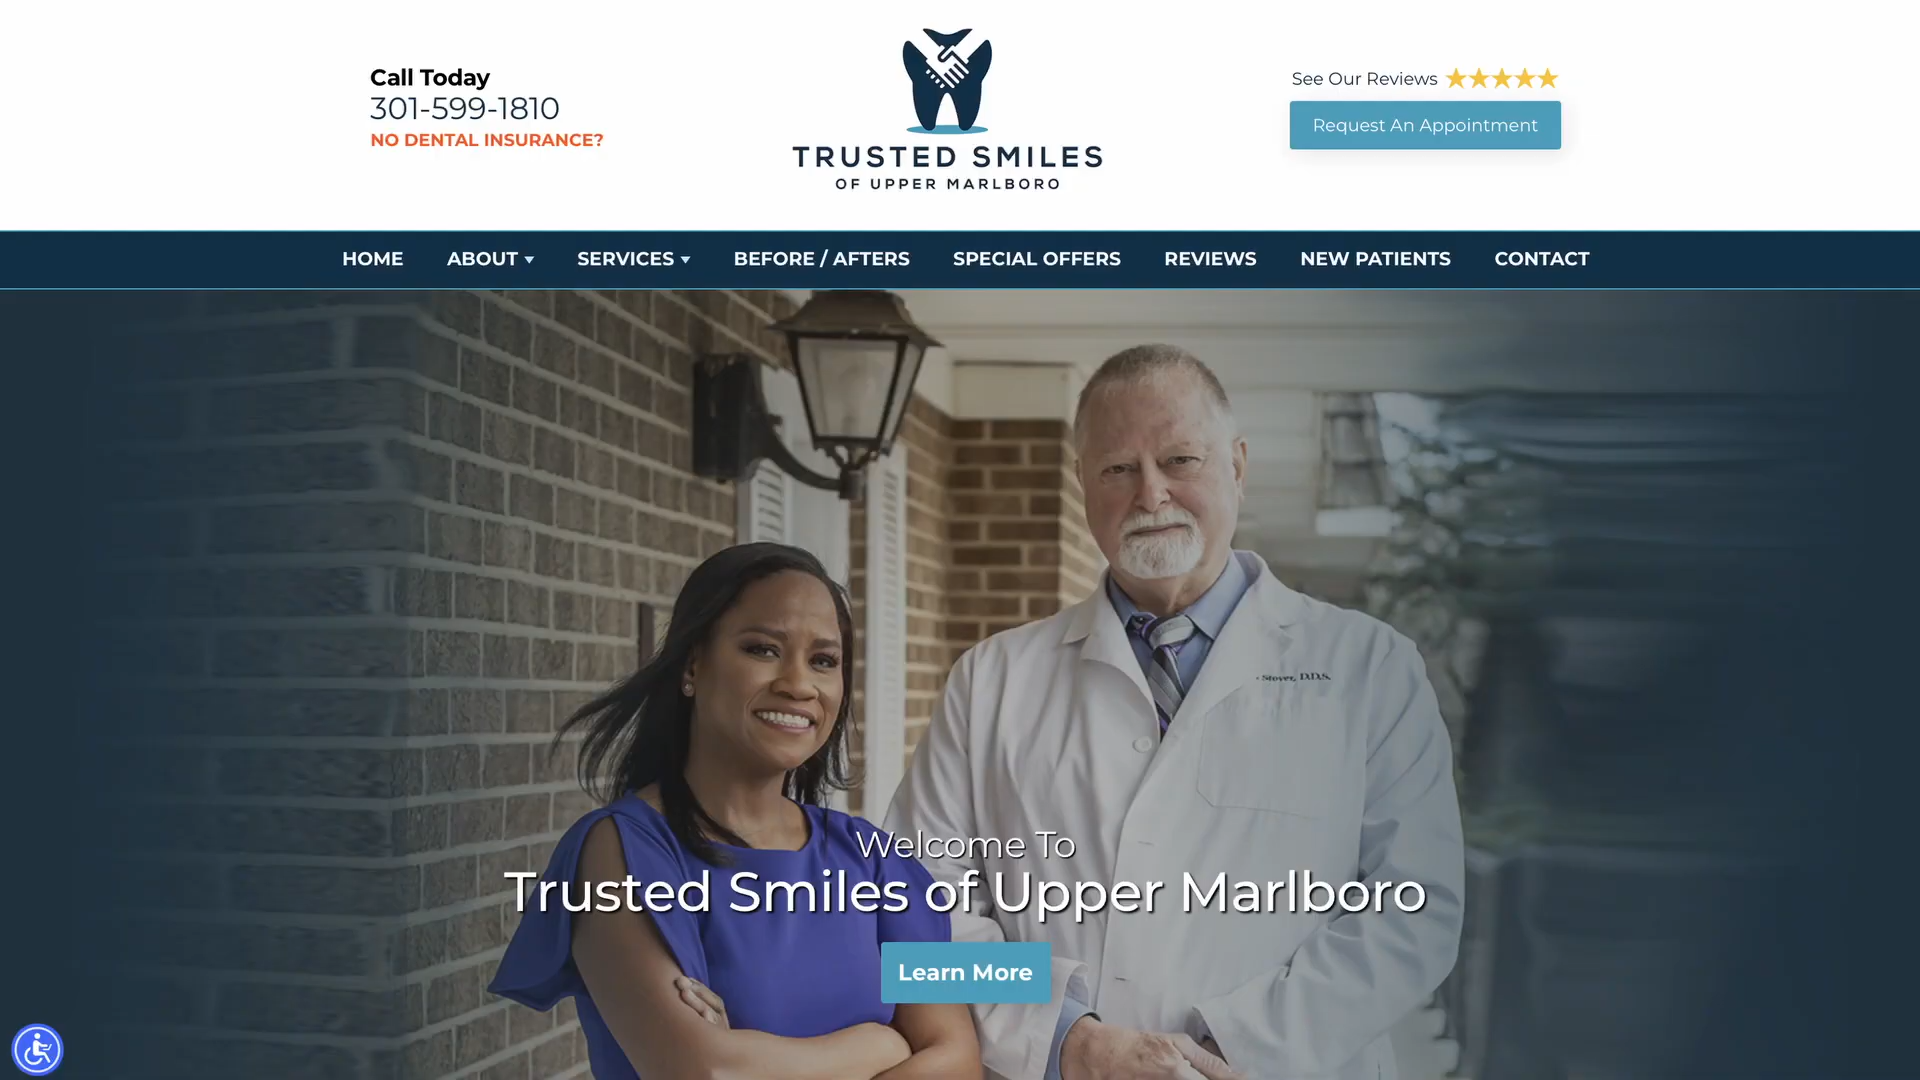 Call Today
301-599-1810
NO DENTAL INSURANCE?
TRUSTED SMILES
OF UPPER MARLBORO
See Our Reviews
Request An Appointment
HOME ABOUT SERVICES BEFORE / AFTERS SPECIAL OFFERS REVIEWS NEW PATIENTS CONTACT
Stover, D.D.S.
Welcome To
Trusted Smiles of Upper Marlboro
Learn More